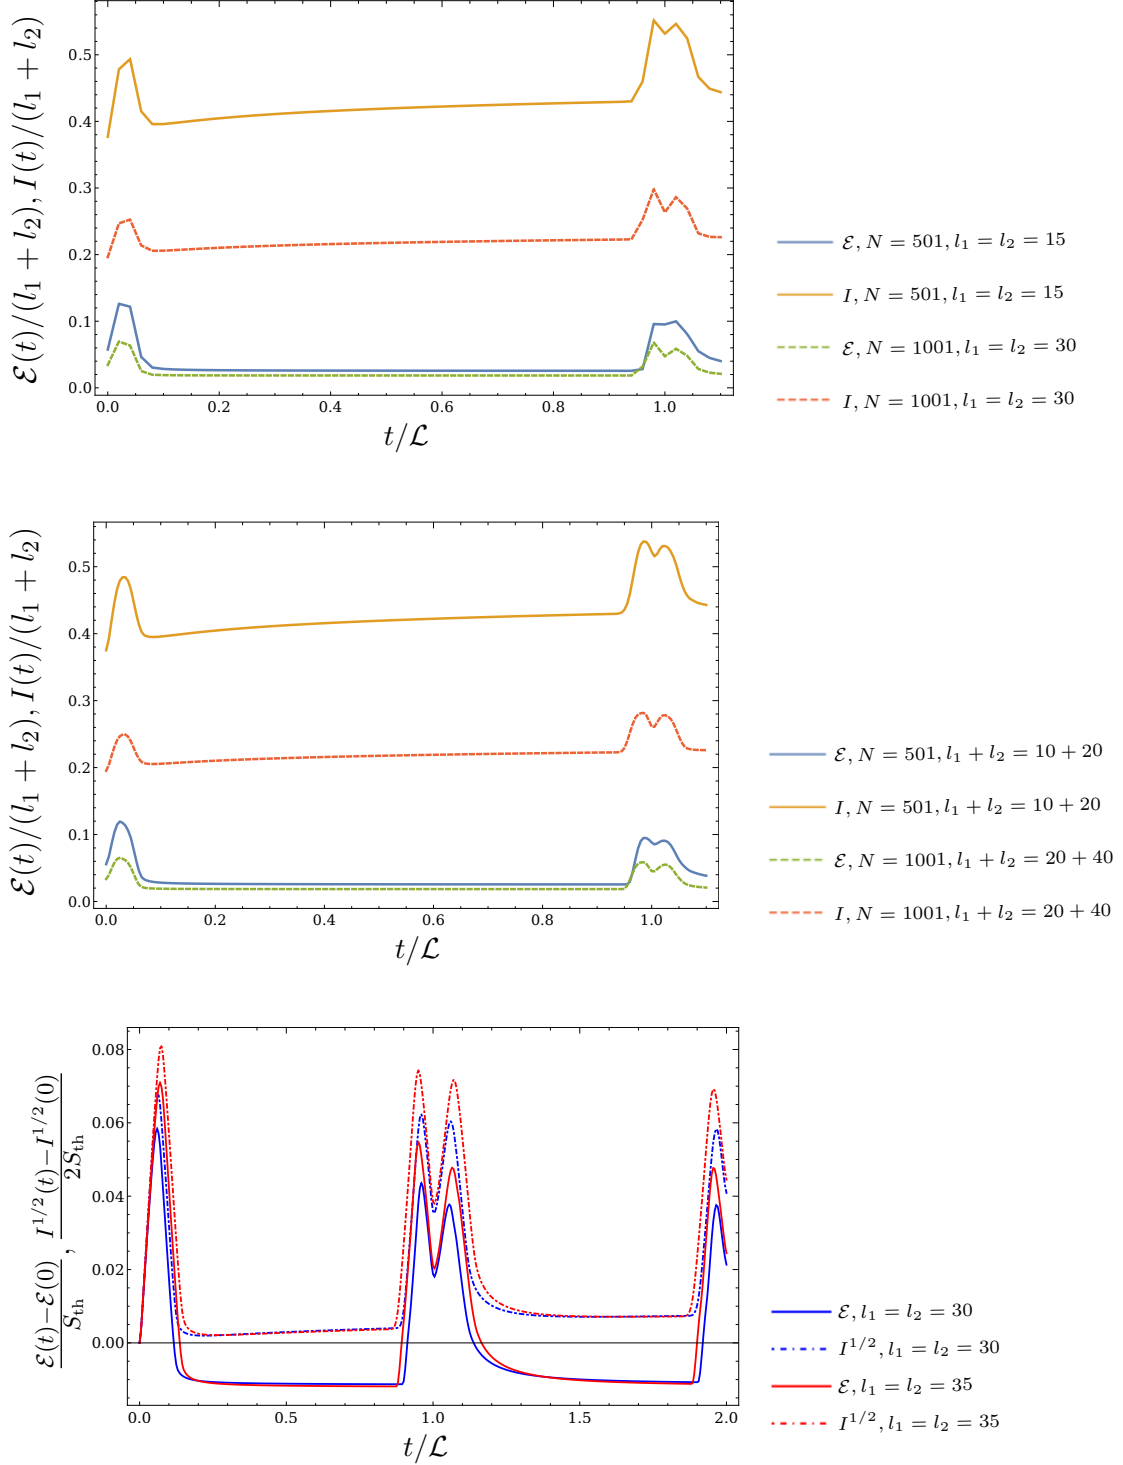 ℰ(t)/(l₁ + l₂), I(t)/(l₁ + l₂)
0.5
0.4
0.3
0.2
0.1
0.0
0.0 0.2 0.4 0.6 0.8 1.0
t/ℒ
ℰ, N = 501, l₁ = l₂ = 15
I, N = 501, l₁ = l₂ = 15
ℰ, N = 1001, l₁ = l₂ = 30
I, N = 1001, l₁ = l₂ = 30
ℰ(t)/(l₁ + l₂), I(t)/(l₁ + l₂)
0.5
0.4
0.3
0.2
0.1
0.0
0.0 0.2 0.4 0.6 0.8 1.0
t/ℒ
ℰ, N = 501, l₁ + l₂ = 10 + 20
I, N = 501, l₁ + l₂ = 10 + 20
ℰ, N = 1001, l₁ + l₂ = 20 + 40
I, N = 1001, l₁ + l₂ = 20 + 40
ℰ(t)−ℰ(0)/S_th, I^{1/2}(t)−I^{1/2}(0)/2S_th
0.08
0.06
0.04
0.02
0.00
0.0 0.5 1.0 1.5 2.0
t/ℒ
ℰ, l₁ = l₂ = 30
I^{1/2}, l₁ = l₂ = 30
ℰ, l₁ = l₂ = 35
I^{1/2}, l₁ = l₂ = 35